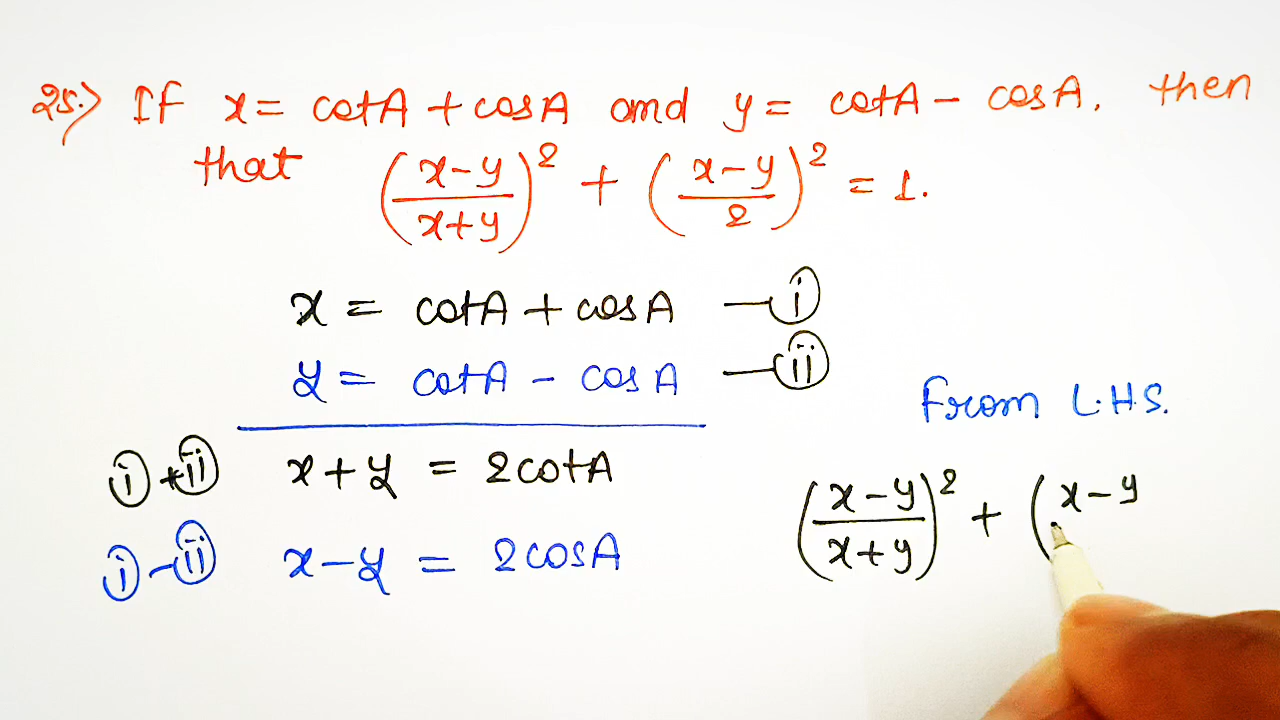 25.) If x = cotA + cosA and y = cotA - cosA. then
that (x-y/x+y)² + (x-y/2)² = 1.
x = cotA + cosA — i
y = cotA - cosA — ii
i + ii x+y = 2cotA
i - ii x-y = 2cosA
From L.H.S.
(x-y/x+y)² + (x-y